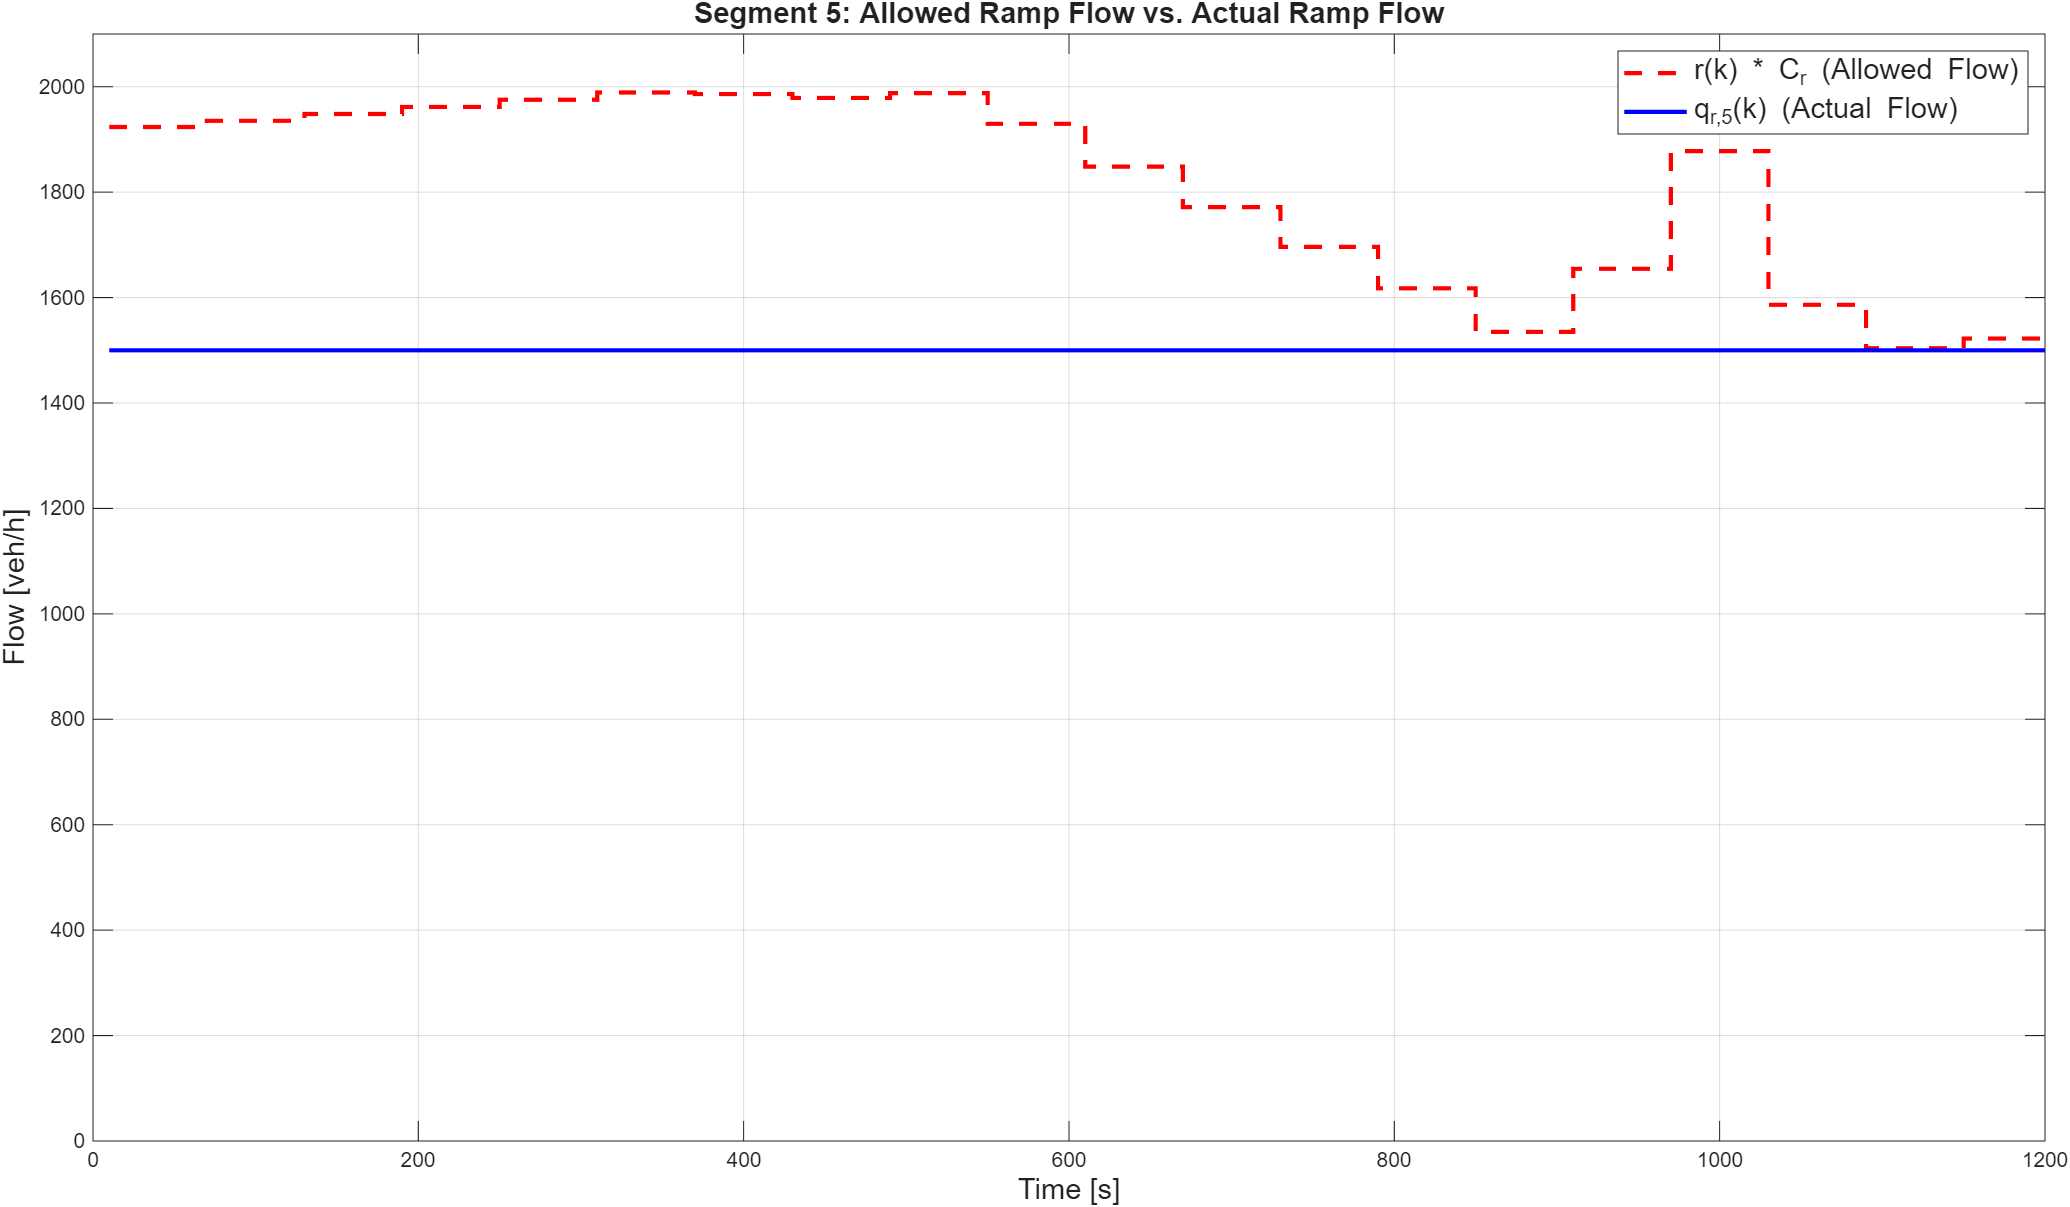 Segment 5: Allowed Ramp Flow vs. Actual Ramp Flow
r(k) * Cr (Allowed Flow)
qr,5(k) (Actual Flow)
Flow [veh/h]
2000
1800
1600
1400
1200
1000
800
600
400
200
0
0 200 400 600 800 1000 1200
Time [s]